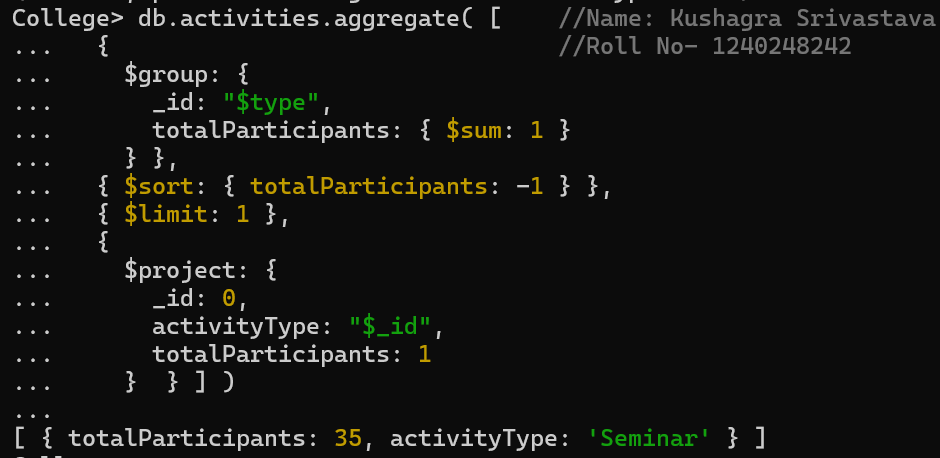 College> db.activities.aggregate( [    //Name: Kushagra Srivastava
...   {                                //Roll No- 1240248242
...     $group: {
...       _id: "$type",
...       totalParticipants: { $sum: 1 }
...     } },
...   { $sort: { totalParticipants: -1 } },
...   { $limit: 1 },
...   {
...     $project: {
...       _id: 0,
...       activityType: "$_id",
...       totalParticipants: 1
...     }  } ] )
...
[ { totalParticipants: 35, activityType: 'Seminar' } ]